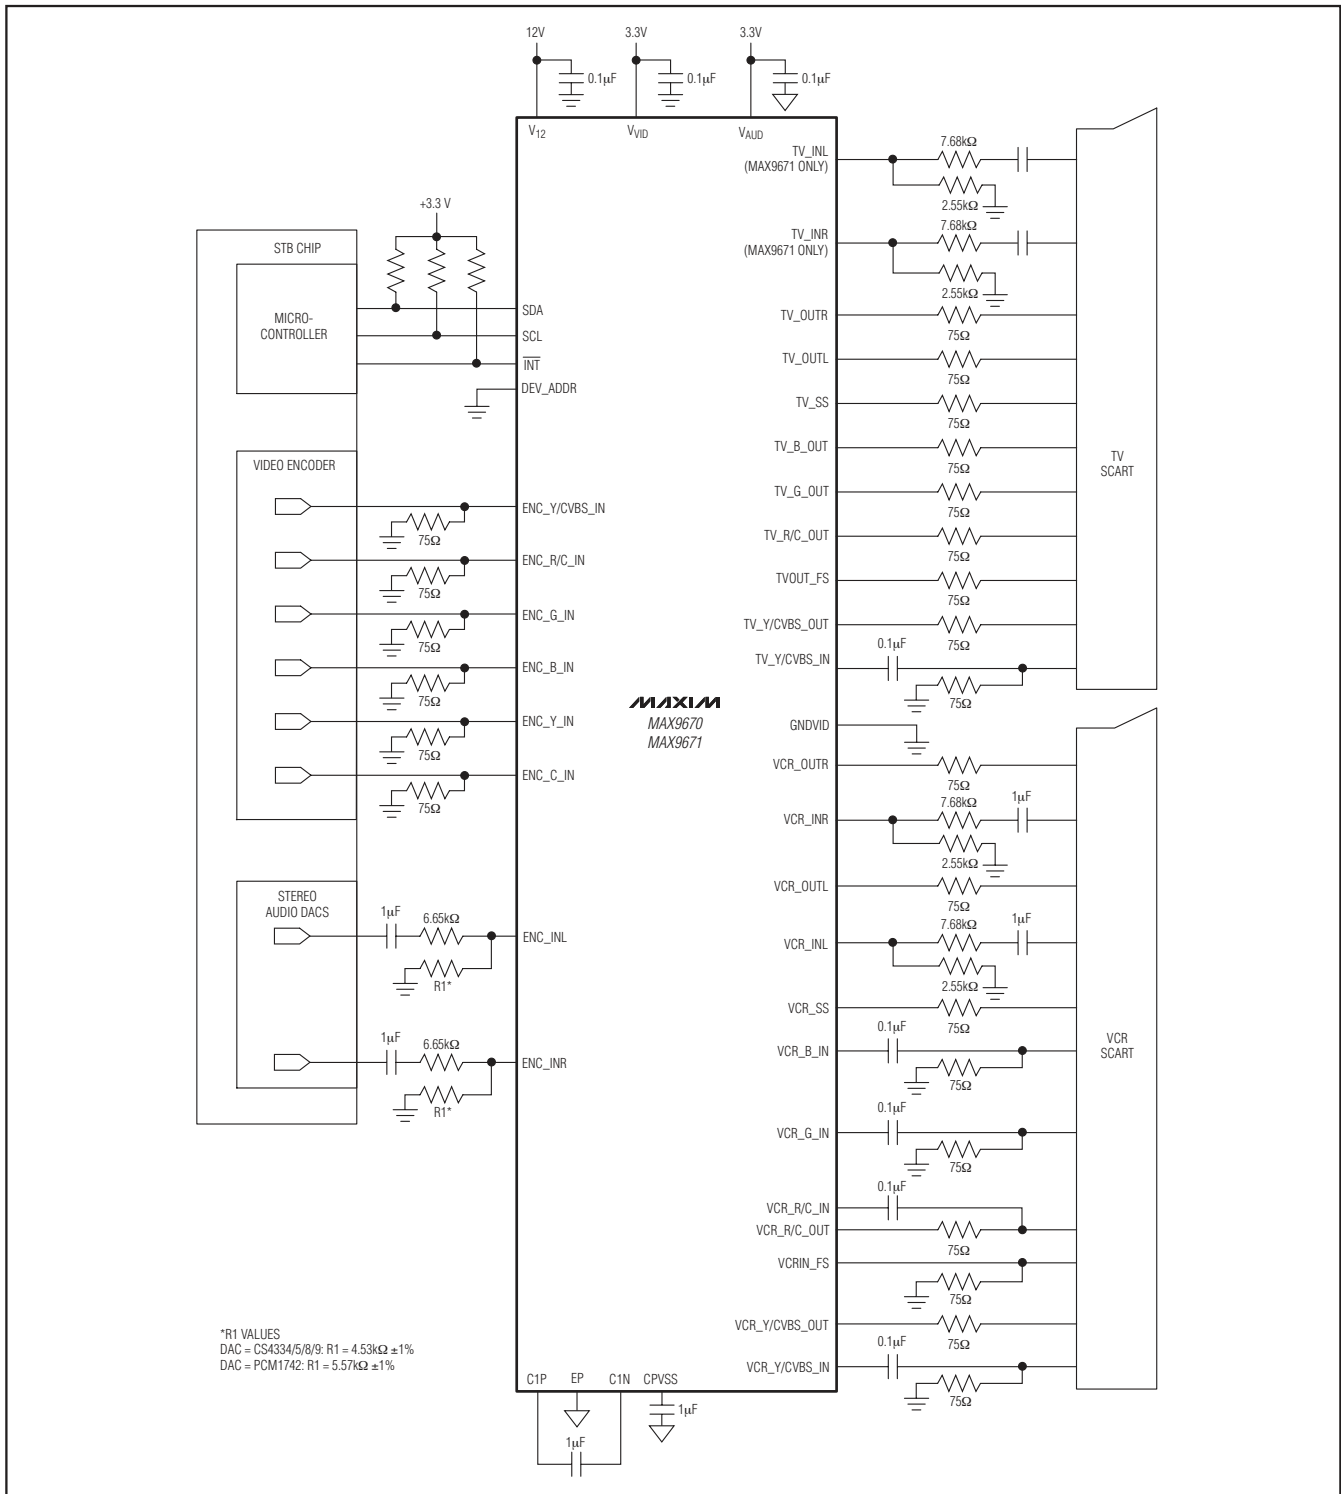 12V
3.3V
3.3V
0.1µF
0.1µF
0.1µF
V12
VVID
VAUD
TV_INL
(MAX9671 ONLY)
7.68kΩ
2.55kΩ
TV_INR
(MAX9671 ONLY)
7.68kΩ
2.55kΩ
TV_OUTR
75Ω
TV_OUTL
75Ω
TV_SS
75Ω
TV_B_OUT
75Ω
TV_G_OUT
75Ω
TV_R/C_OUT
75Ω
TVOUT_FS
75Ω
TV_Y/CVBS_OUT
75Ω
TV_Y/CVBS_IN
0.1µF
75Ω
TV
SCART
+3.3 V
STB CHIP
MICRO-
CONTROLLER
SDA
SCL
INT
DEV_ADDR
VIDEO ENCODER
ENC_Y/CVBS_IN
75Ω
ENC_R/C_IN
75Ω
ENC_G_IN
75Ω
ENC_B_IN
75Ω
ENC_Y_IN
75Ω
ENC_C_IN
75Ω
STEREO
AUDIO DACS
1µF
6.65kΩ
ENC_INL
R1*
1µF
6.65kΩ
ENC_INR
R1*
MAXIM
MAX9670
MAX9671
GNDVID
VCR_OUTR
75Ω
VCR_INR
7.68kΩ
1µF
2.55kΩ
VCR_OUTL
75Ω
VCR_INL
7.68kΩ
1µF
2.55kΩ
VCR_SS
75Ω
VCR_B_IN
0.1µF
75Ω
VCR_G_IN
0.1µF
75Ω
VCR_R/C_IN
0.1µF
VCR_R/C_OUT
75Ω
VCRIN_FS
75Ω
VCR_Y/CVBS_OUT
75Ω
VCR_Y/CVBS_IN
0.1µF
75Ω
VCR
SCART
*R1 VALUES
DAC = CS4334/5/8/9: R1 = 4.53kΩ ±1%
DAC = PCM1742: R1 = 5.57kΩ ±1%
C1P
EP
C1N
CPVSS
1µF
1µF